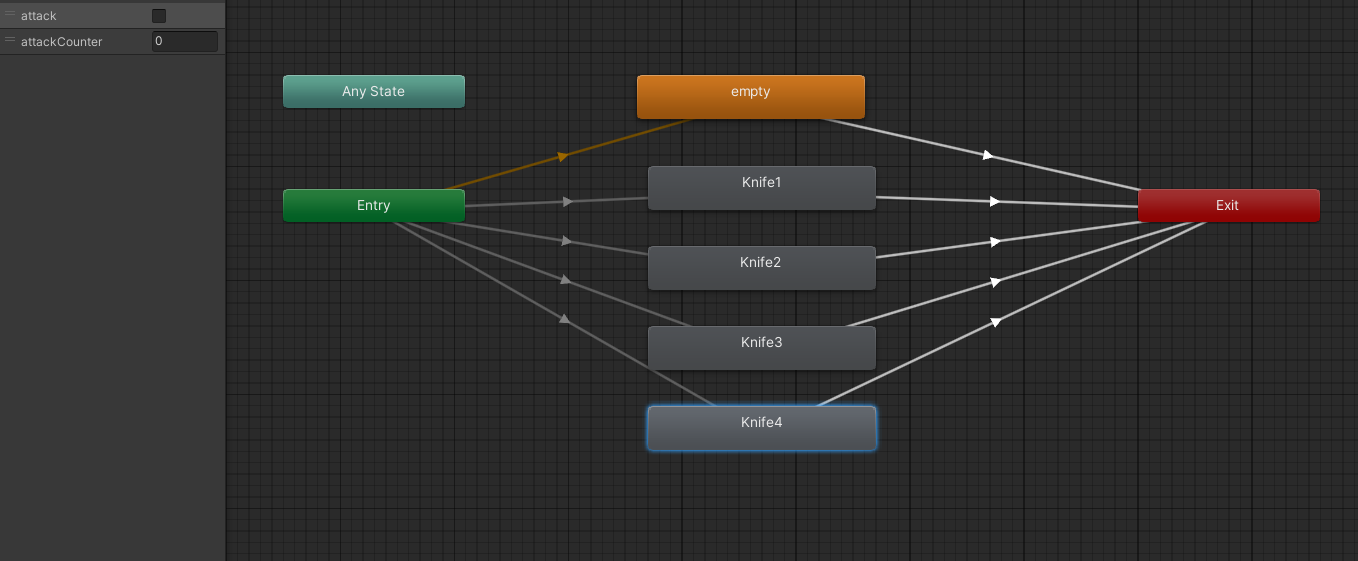 attack
attackCounter 0
Any State
empty
Knife1
Entry
Exit
Knife2
Knife3
Knife4